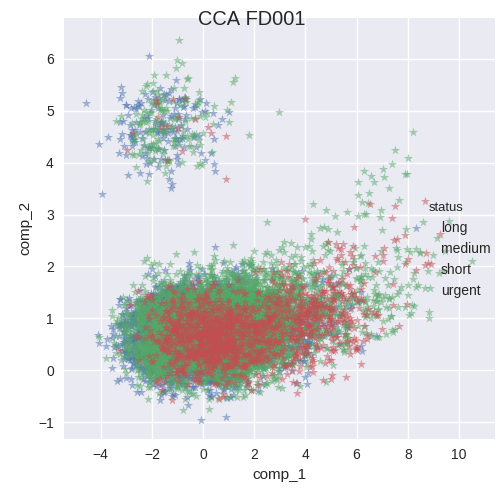 CCA FD001
6
5
4
3
2
1
0
−1
comp_2
status
long
medium
short
urgent
−4
−2
0
2
4
6
8
10
comp_1